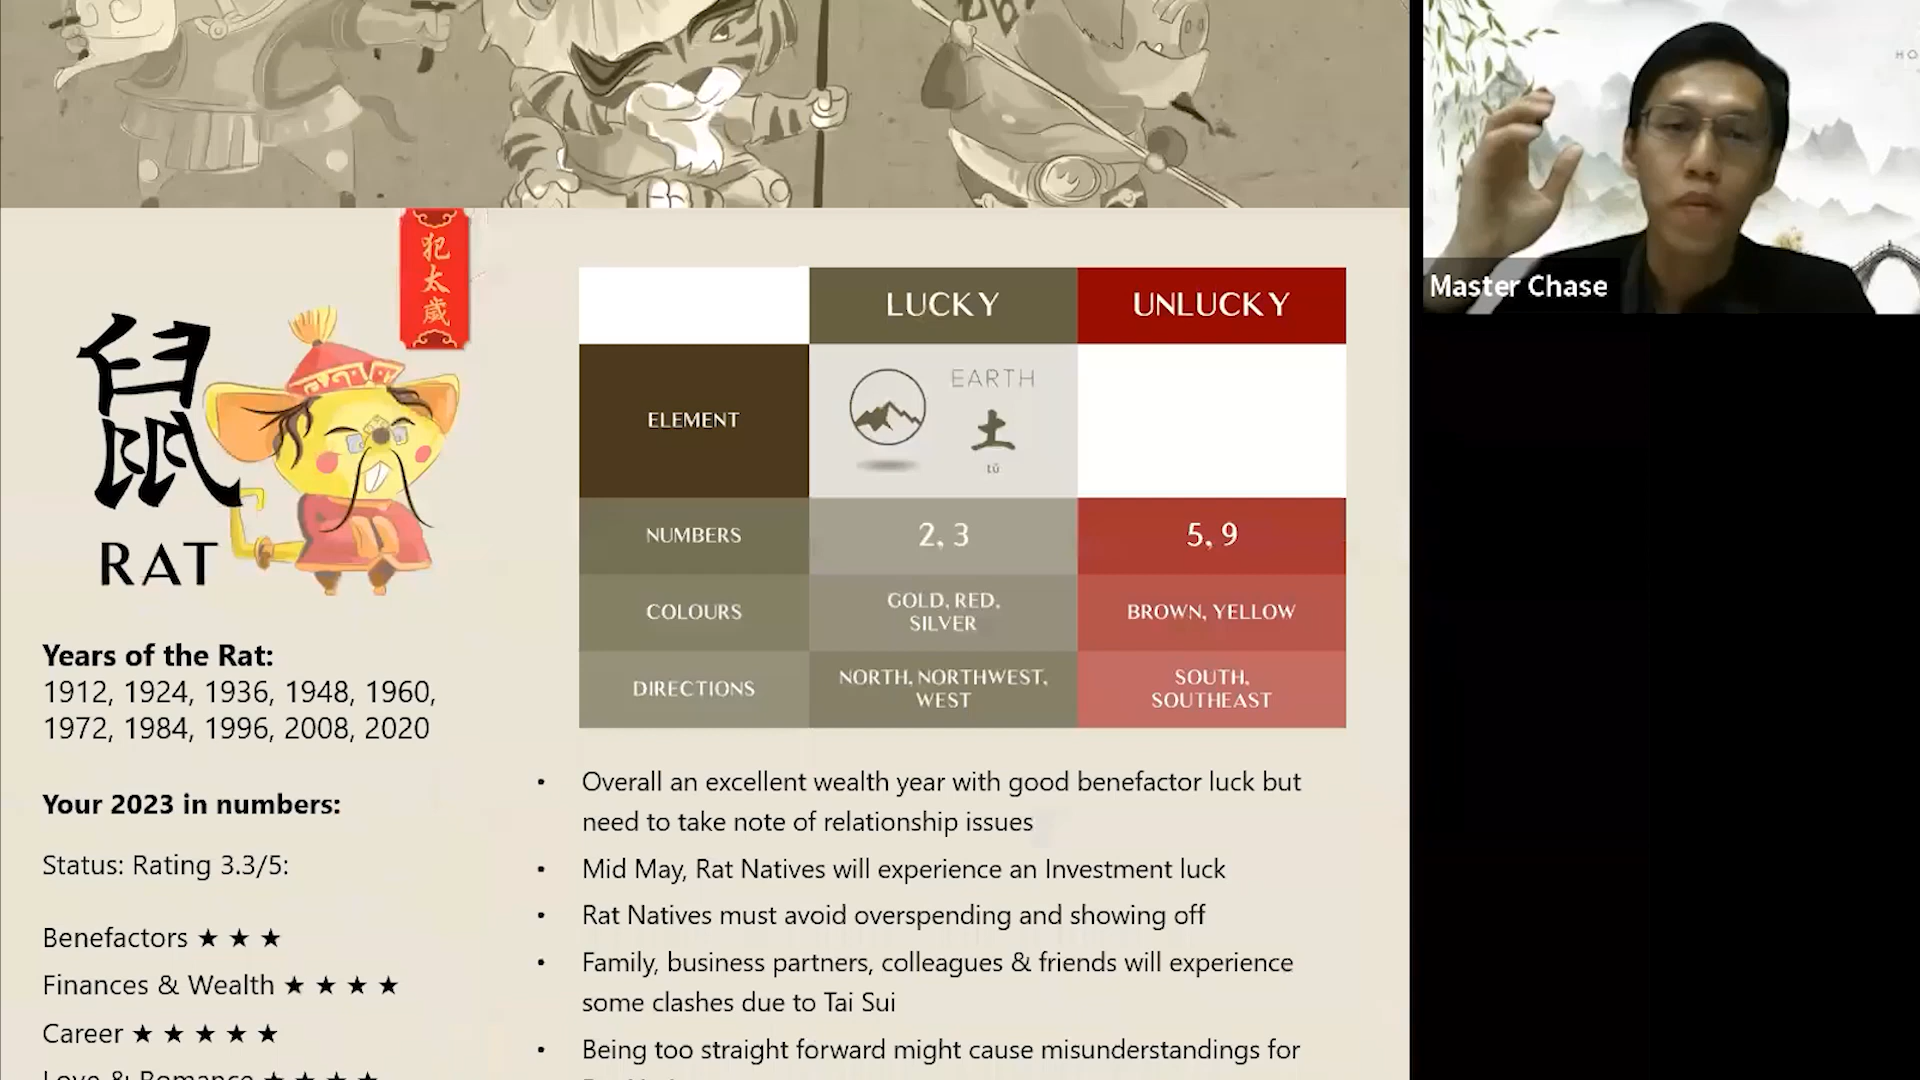 犯太歲
鼠
RAT
Years of the Rat:
1912, 1924, 1936, 1948, 1960,
1972, 1984, 1996, 2008, 2020
Your 2023 in numbers:
Status: Rating 3.3/5:
Benefactors ★ ★ ★
Finances & Wealth ★ ★ ★ ★
Career ★ ★ ★ ★ ★
Love & Romance ★ ★ ★ ★
LUCKY
UNLUCKY
ELEMENT
EARTH
土
tǔ
NUMBERS
2, 3
5, 9
COLOURS
GOLD, RED,
SILVER
BROWN, YELLOW
DIRECTIONS
NORTH, NORTHWEST,
WEST
SOUTH,
SOUTHEAST
• Overall an excellent wealth year with good benefactor luck but
need to take note of relationship issues
• Mid May, Rat Natives will experience an Investment luck
• Rat Natives must avoid overspending and showing off
• Family, business partners, colleagues & friends will experience
some clashes due to Tai Sui
• Being too straight forward might cause misunderstandings for
HO
Master Chase